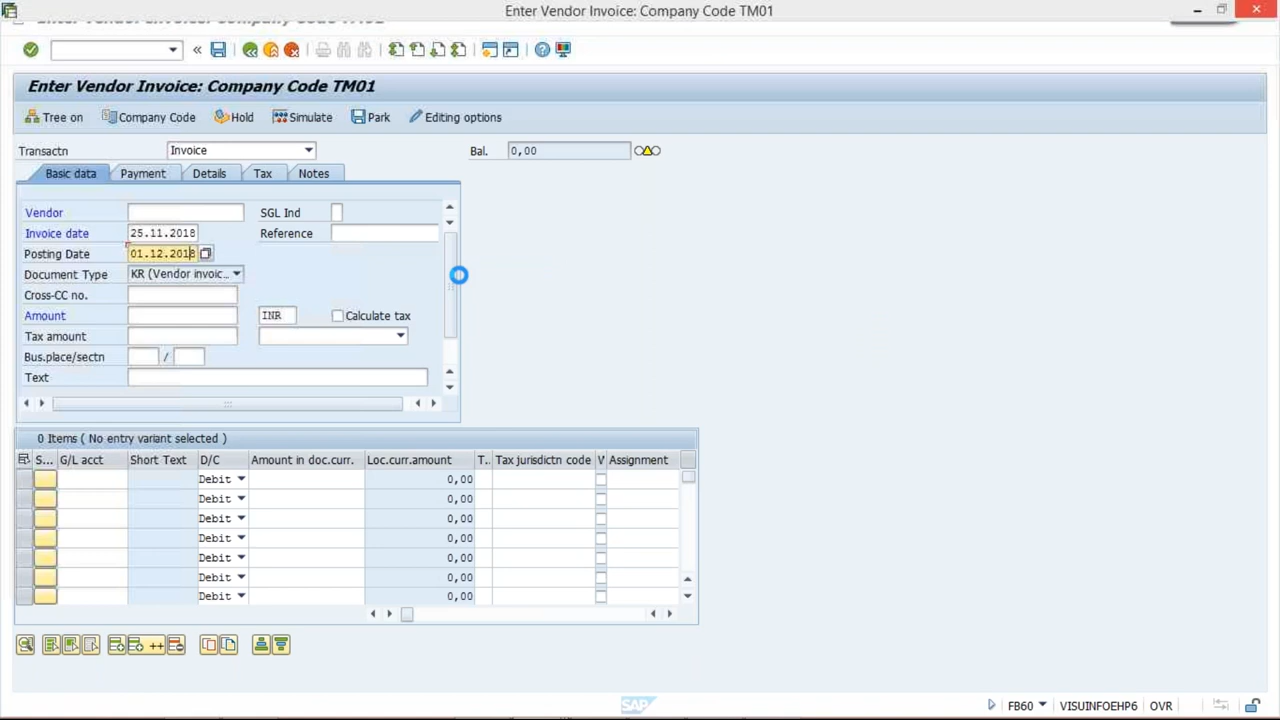 Enter Vendor Invoice: Company Code TM01
Enter Vendor Invoice: Company Code TM01
Tree on Company Code Hold Simulate Park Editing options
Transactn Invoice Bal. 0,00
Basic data Payment Details Tax Notes
Vendor SGL Ind
Invoice date 25.11.2018 Reference
Posting Date 01.12.2018
Document Type KR (Vendor invoic...
Cross-CC no.
Amount INR Calculate tax
Tax amount
Bus.place/sectn /
Text
0 Items ( No entry variant selected )
S... G/L acct Short Text D/C Amount in doc.curr. Loc.curr.amount T.. Tax jurisdictn code W Assignment
Debit 0,00
Debit 0,00
Debit 0,00
Debit 0,00
Debit 0,00
Debit 0,00
Debit 0,00
SAP FB60 VISUINFOEHP6 OVR